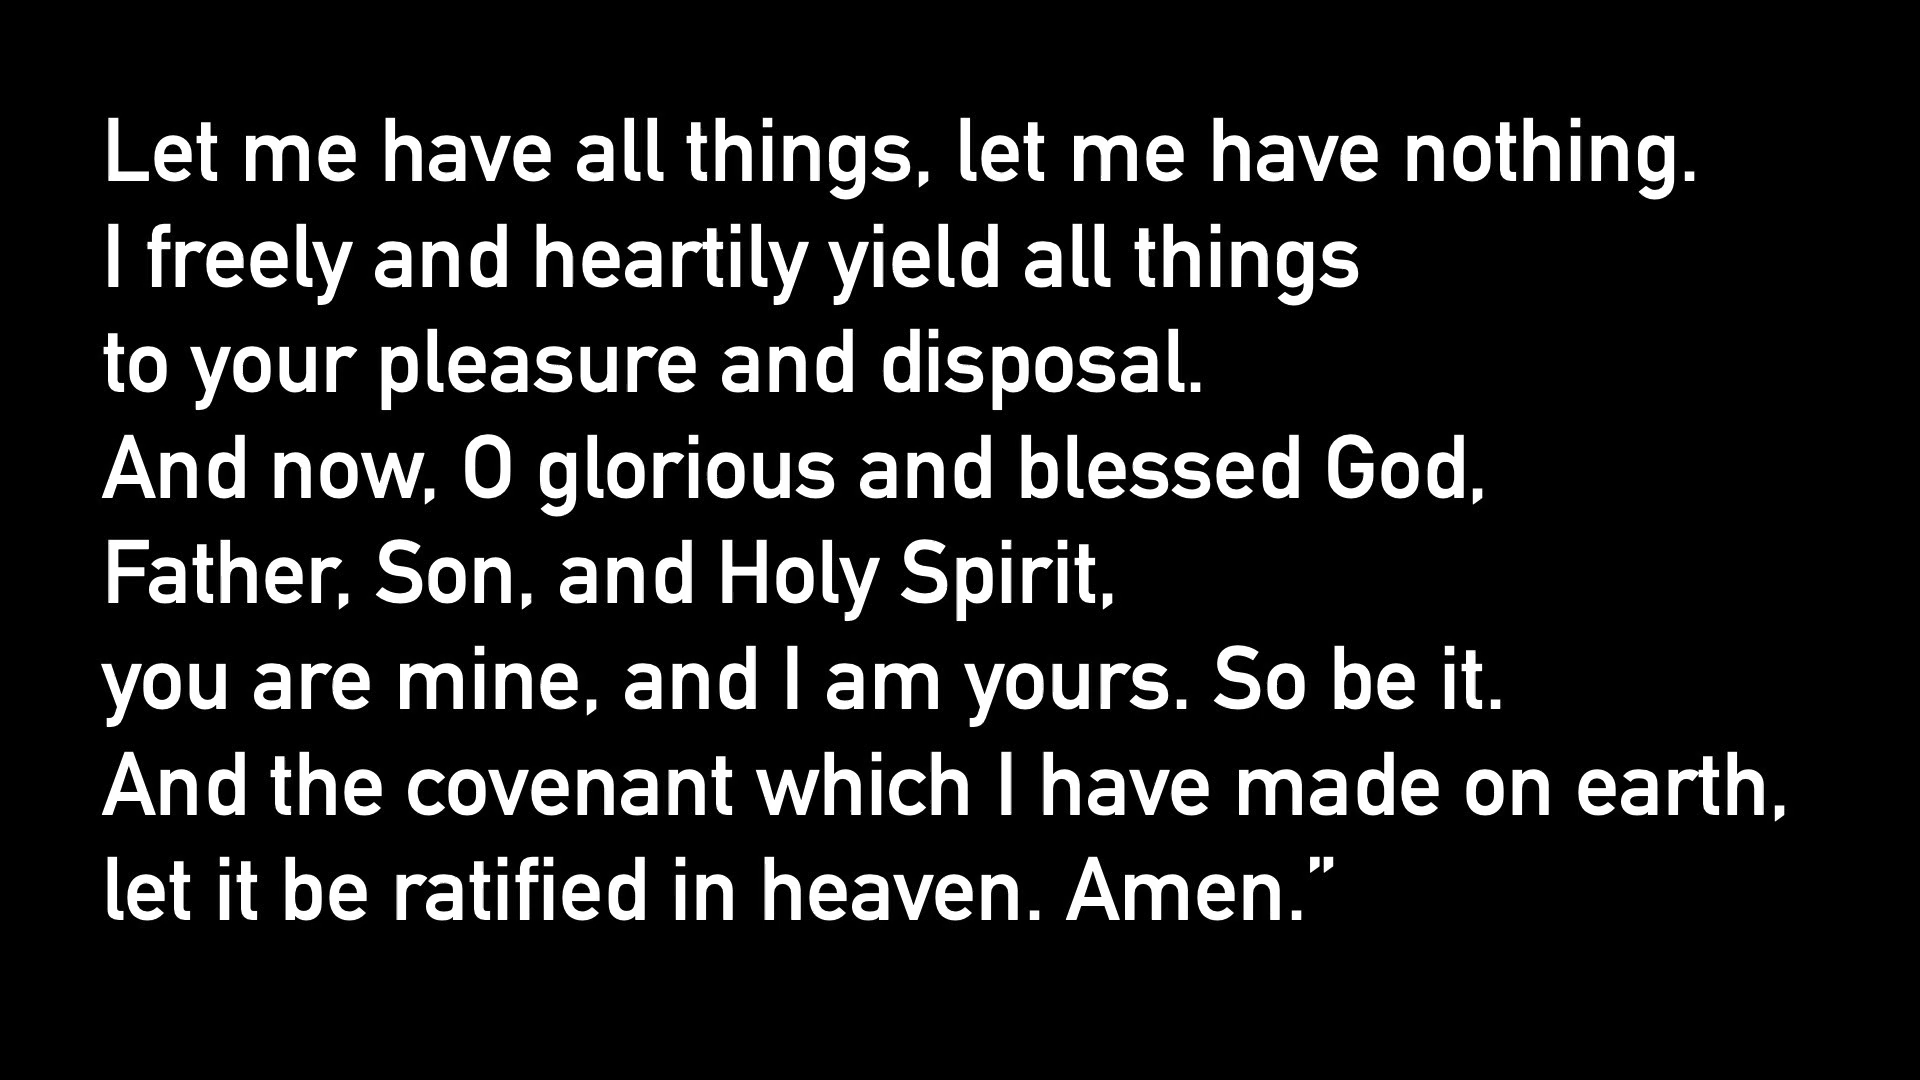 Let me have all things, let me have nothing.
I freely and heartily yield all things
to your pleasure and disposal.
And now, O glorious and blessed God,
Father, Son, and Holy Spirit,
you are mine, and I am yours. So be it.
And the covenant which I have made on earth,
let it be ratified in heaven. Amen.”